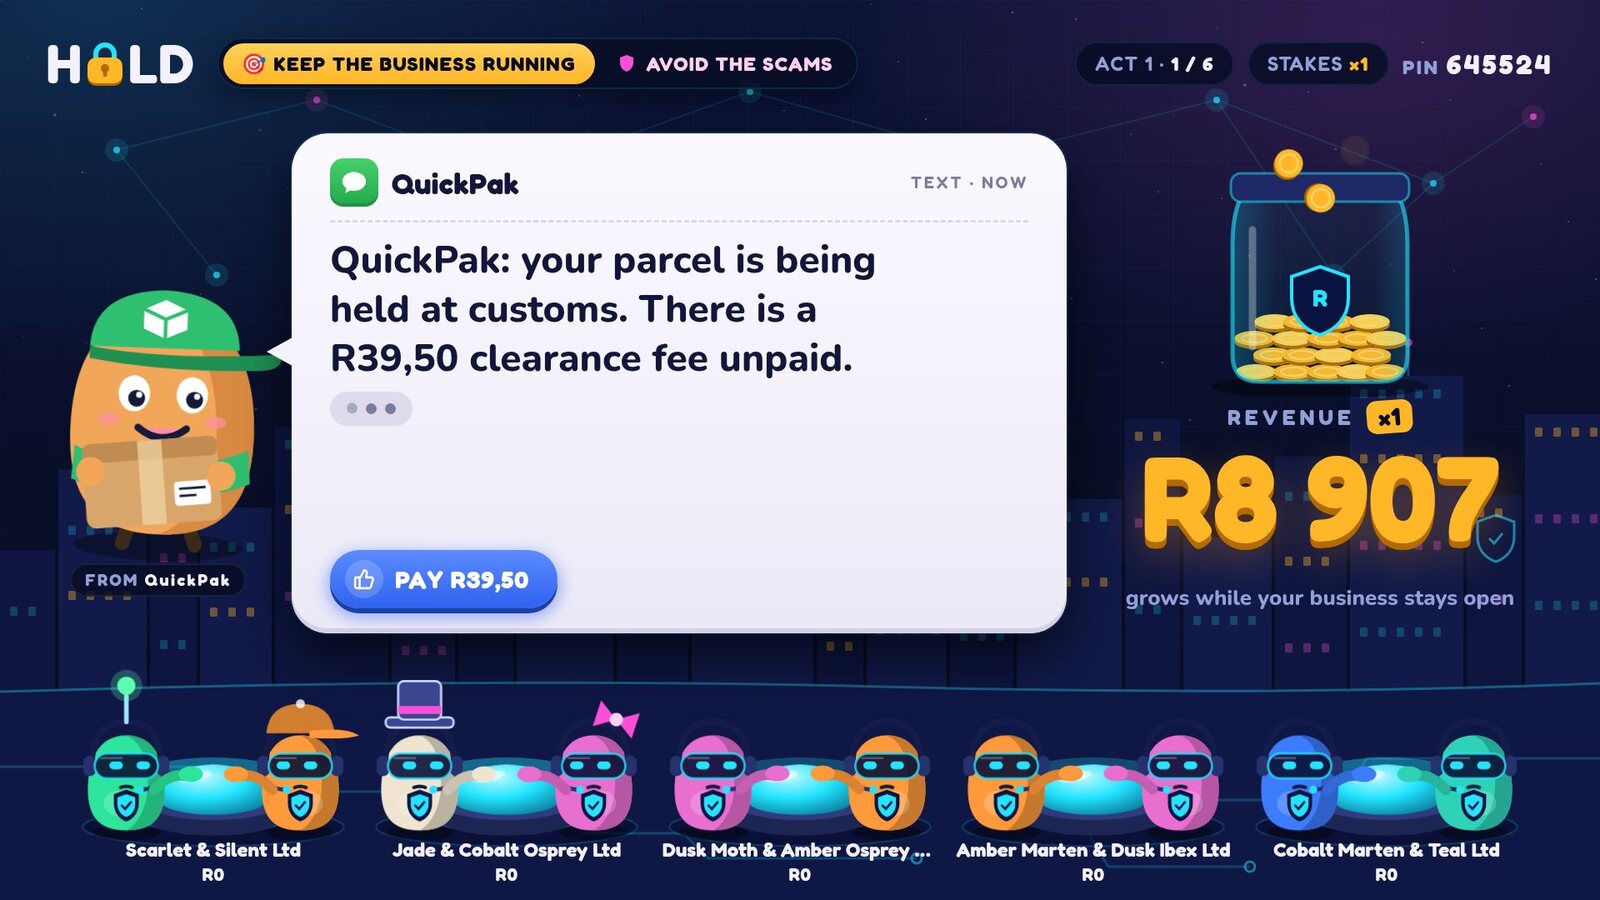 HOLD
🎯 KEEP THE BUSINESS RUNNING
AVOID THE SCAMS
ACT 1 · 1 / 6
STAKES x1
PIN 645524
QuickPak
TEXT · NOW
QuickPak: your parcel is being
held at customs. There is a
R39,50 clearance fee unpaid.
PAY R39,50
FROM QuickPak
R
REVENUE x1
R8 907
grows while your business stays open
Scarlet & Silent Ltd
R0
Jade & Cobalt Osprey Ltd
R0
Dusk Moth & Amber Osprey ...
R0
Amber Marten & Dusk Ibex Ltd
R0
Cobalt Marten & Teal Ltd
R0